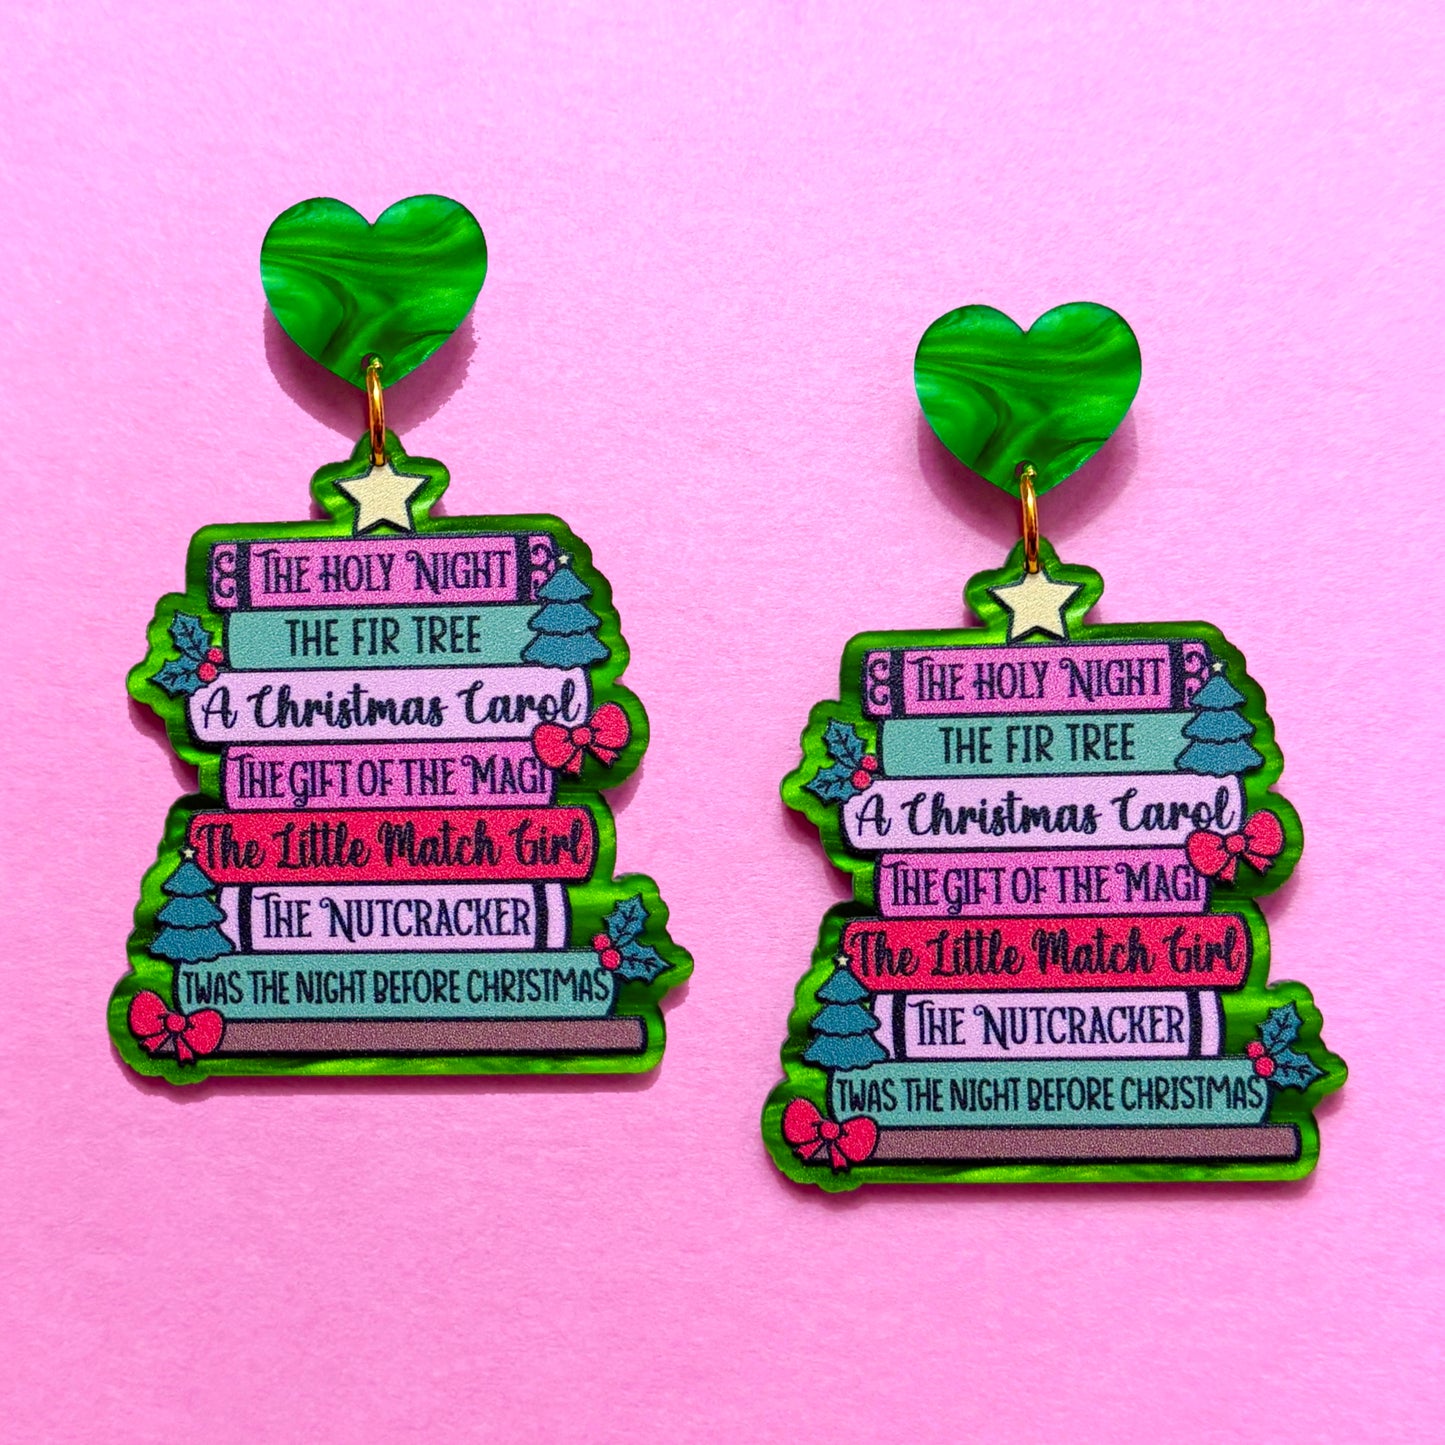 THE HOLY NIGHT
THE FIR TREE
A Christmas Carol
THE GIFT OF THE MAGI
The Little Match Girl
THE NUTCRACKER
TWAS THE NIGHT BEFORE CHRISTMAS
THE HOLY NIGHT
THE FIR TREE
A Christmas Carol
THE GIFT OF THE MAGI
The Little Match Girl
THE NUTCRACKER
TWAS THE NIGHT BEFORE CHRISTMAS